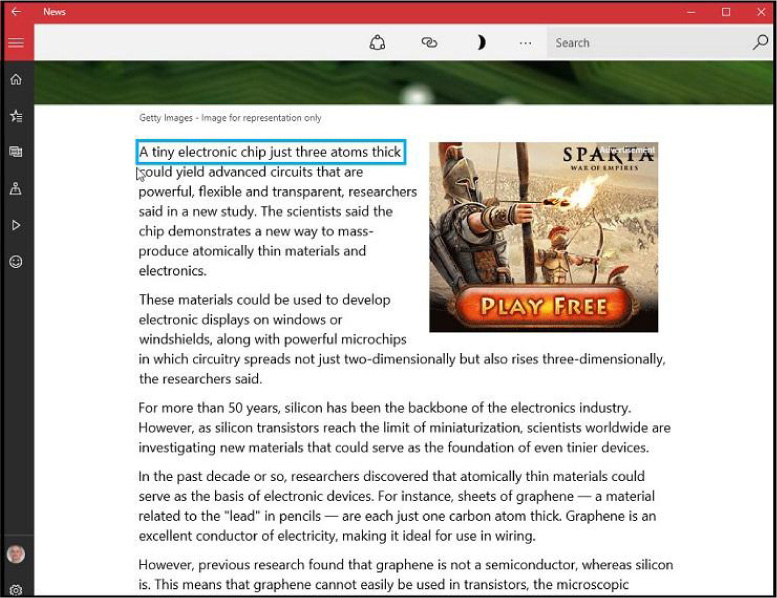 News
Search
Getty Images - Image for representation only
A tiny electronic chip just three atoms thick
could yield advanced circuits that are
powerful, flexible and transparent, researchers
said in a new study. The scientists said the
chip demonstrates a new way to mass-
produce atomically thin materials and
electronics.
Advertisement
SPARTA
WAR OF EMPIRES
PLAY FREE
These materials could be used to develop
electronic displays on windows or
windshields, along with powerful microchips
in which circuitry spreads not just two-dimensionally but also rises three-dimensionally,
the researchers said.
For more than 50 years, silicon has been the backbone of the electronics industry.
However, as silicon transistors reach the limit of miniaturization, scientists worldwide are
investigating new materials that could serve as the foundation of even tinier devices.
In the past decade or so, researchers discovered that atomically thin materials could
serve as the basis of electronic devices. For instance, sheets of graphene — a material
related to the "lead" in pencils — are each just one carbon atom thick. Graphene is an
excellent conductor of electricity, making it ideal for use in wiring.
However, previous research found that graphene is not a semiconductor, whereas silicon
is. This means that graphene cannot easily be used in transistors, the microscopic